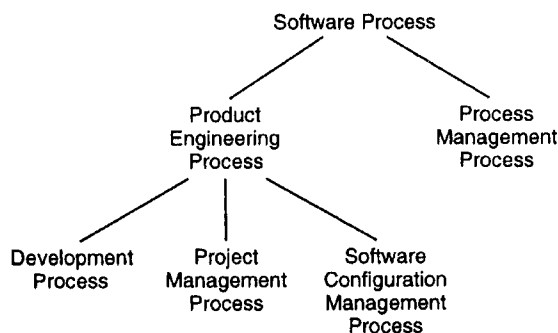 Software Process
Product
Engineering
Process
Process
Management
Process
Development
Process
Project
Management
Process
Software
Configuration
Management
Process